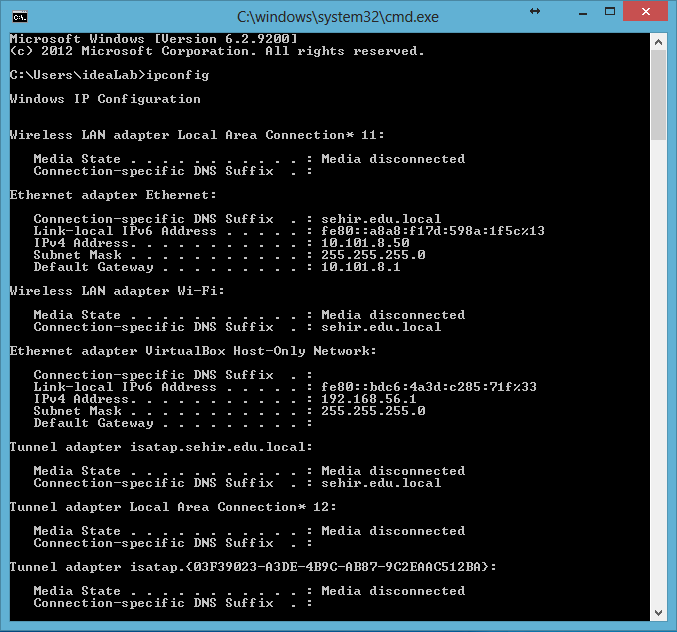 C:\windows\system32\cmd.exe
Microsoft Windows [Version 6.2.9200]
(c) 2012 Microsoft Corporation. All rights reserved.
C:\Users\ideaLab>ipconfig
Windows IP Configuration
Wireless LAN adapter Local Area Connection* 11:
   Media State . . . . . . . . . . . : Media disconnected
   Connection-specific DNS Suffix  . :
Ethernet adapter Ethernet:
   Connection-specific DNS Suffix  . : sehir.edu.local
   Link-local IPv6 Address . . . . . : fe80::a8a8:f17d:598a:1f5c%13
   IPv4 Address. . . . . . . . . . . : 10.101.8.50
   Subnet Mask . . . . . . . . . . . : 255.255.255.0
   Default Gateway . . . . . . . . . : 10.101.8.1
Wireless LAN adapter Wi-Fi:
   Media State . . . . . . . . . . . : Media disconnected
   Connection-specific DNS Suffix  . : sehir.edu.local
Ethernet adapter VirtualBox Host-Only Network:
   Connection-specific DNS Suffix  . :
   Link-local IPv6 Address . . . . . : fe80::bdc6:4a3d:c285:71f%33
   IPv4 Address. . . . . . . . . . . : 192.168.56.1
   Subnet Mask . . . . . . . . . . . : 255.255.255.0
   Default Gateway . . . . . . . . . :
Tunnel adapter isatap.sehir.edu.local:
   Media State . . . . . . . . . . . : Media disconnected
   Connection-specific DNS Suffix  . : sehir.edu.local
Tunnel adapter Local Area Connection* 12:
   Media State . . . . . . . . . . . : Media disconnected
   Connection-specific DNS Suffix  . :
Tunnel adapter isatap.{03F39023-A3DE-4B9C-AB87-9C2EAAC512BA}:
   Media State . . . . . . . . . . . : Media disconnected
   Connection-specific DNS Suffix  . :